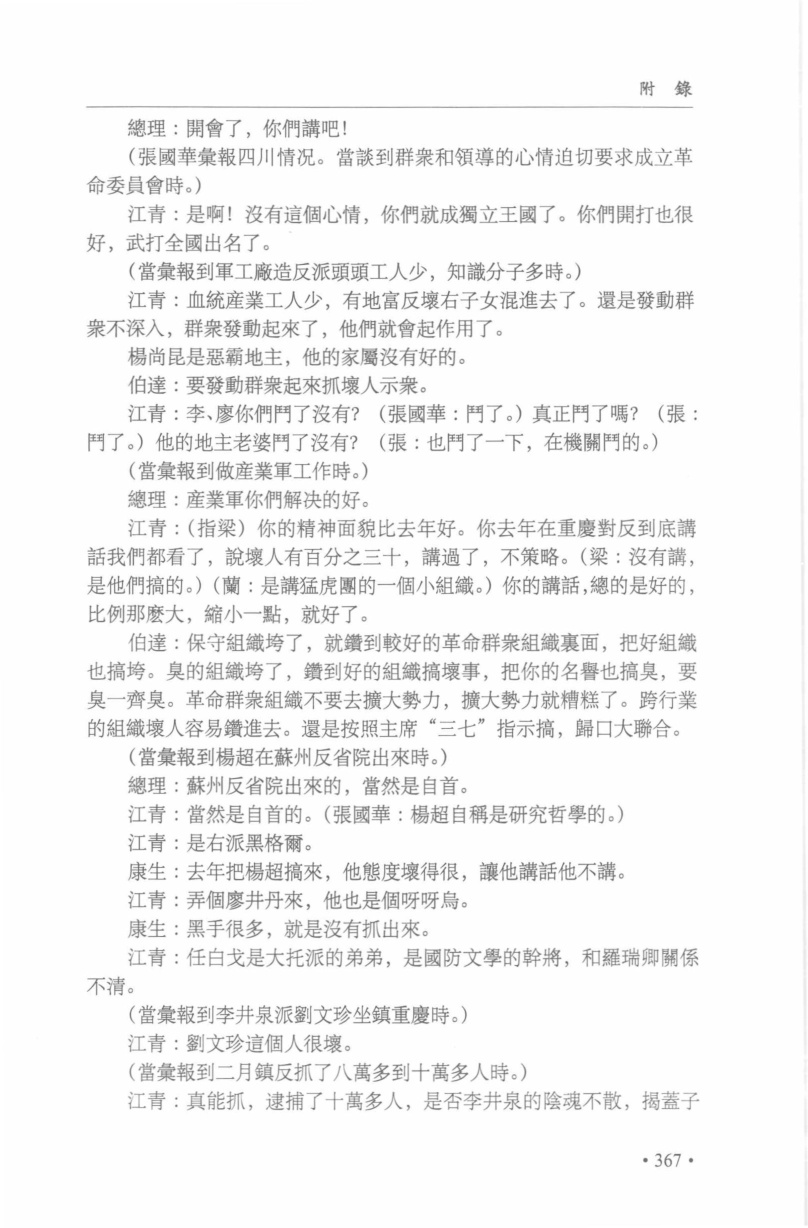 附　錄
總理：開會了，你們講吧！
（張國華彙報四川情况。當談到群衆和領導的心情迫切要求成立革
命委員會時。）
江青：是啊！沒有這個心情，你們就成獨立王國了。你們開打也很
好，武打全國出名了。
（當彙報到軍工廠造反派頭頭工人少，知識分子多時。）
江青：血統産業工人少，有地富反壞右子女混進去了。還是發動群
衆不深入，群衆發動起來了，他們就會起作用了。
楊尚昆是惡霸地主，他的家屬沒有好的。
伯達：要發動群衆起來抓壞人示衆。
江青：李、廖你們鬥了沒有？（張國華：鬥了。）真正鬥了嗎？（張：
鬥了。）他的地主老婆鬥了沒有？（張：也鬥了一下，在機關鬥的。）
（當彙報到做産業軍工作時。）
總理：産業軍你們解决的好。
江青：（指梁）你的精神面貌比去年好。你去年在重慶對反到底講
話我們都看了，說壞人有百分之三十，講過了，不策略。（梁：沒有講，
是他們搞的。）（蘭：是講猛虎團的一個小組織。）你的講話，總的是好的，
比例那麽大，縮小一點，就好了。
伯達：保守組織垮了，就鑽到較好的革命群衆組織裏面，把好組織
也搞垮。臭的組織垮了，鑽到好的組織搞壞事，把你的名譽也搞臭，要
臭一齊臭。革命群衆組織不要去擴大勢力，擴大勢力就糟糕了。跨行業
的組織壞人容易鑽進去。還是按照主席“三七”指示搞，歸口大聯合。
（當彙報到楊超在蘇州反省院出來時。）
總理：蘇州反省院出來的，當然是自首。
江青：當然是自首的。（張國華：楊超自稱是研究哲學的。）
江青：是右派黑格爾。
康生：去年把楊超搞來，他態度壞得很，讓他講話他不講。
江青：弄個廖井丹來，他也是個呀呀烏。
康生：黑手很多，就是沒有抓出來。
江青：任白戈是大托派的弟弟，是國防文學的幹將，和羅瑞卿關係
不清。
（當彙報到李井泉派劉文珍坐鎮重慶時。）
江青：劉文珍這個人很壞。
（當彙報到二月鎮反抓了八萬多到十萬多人時。）
江青：真能抓，逮捕了十萬多人，是否李井泉的陰魂不散，揭蓋子
•367•